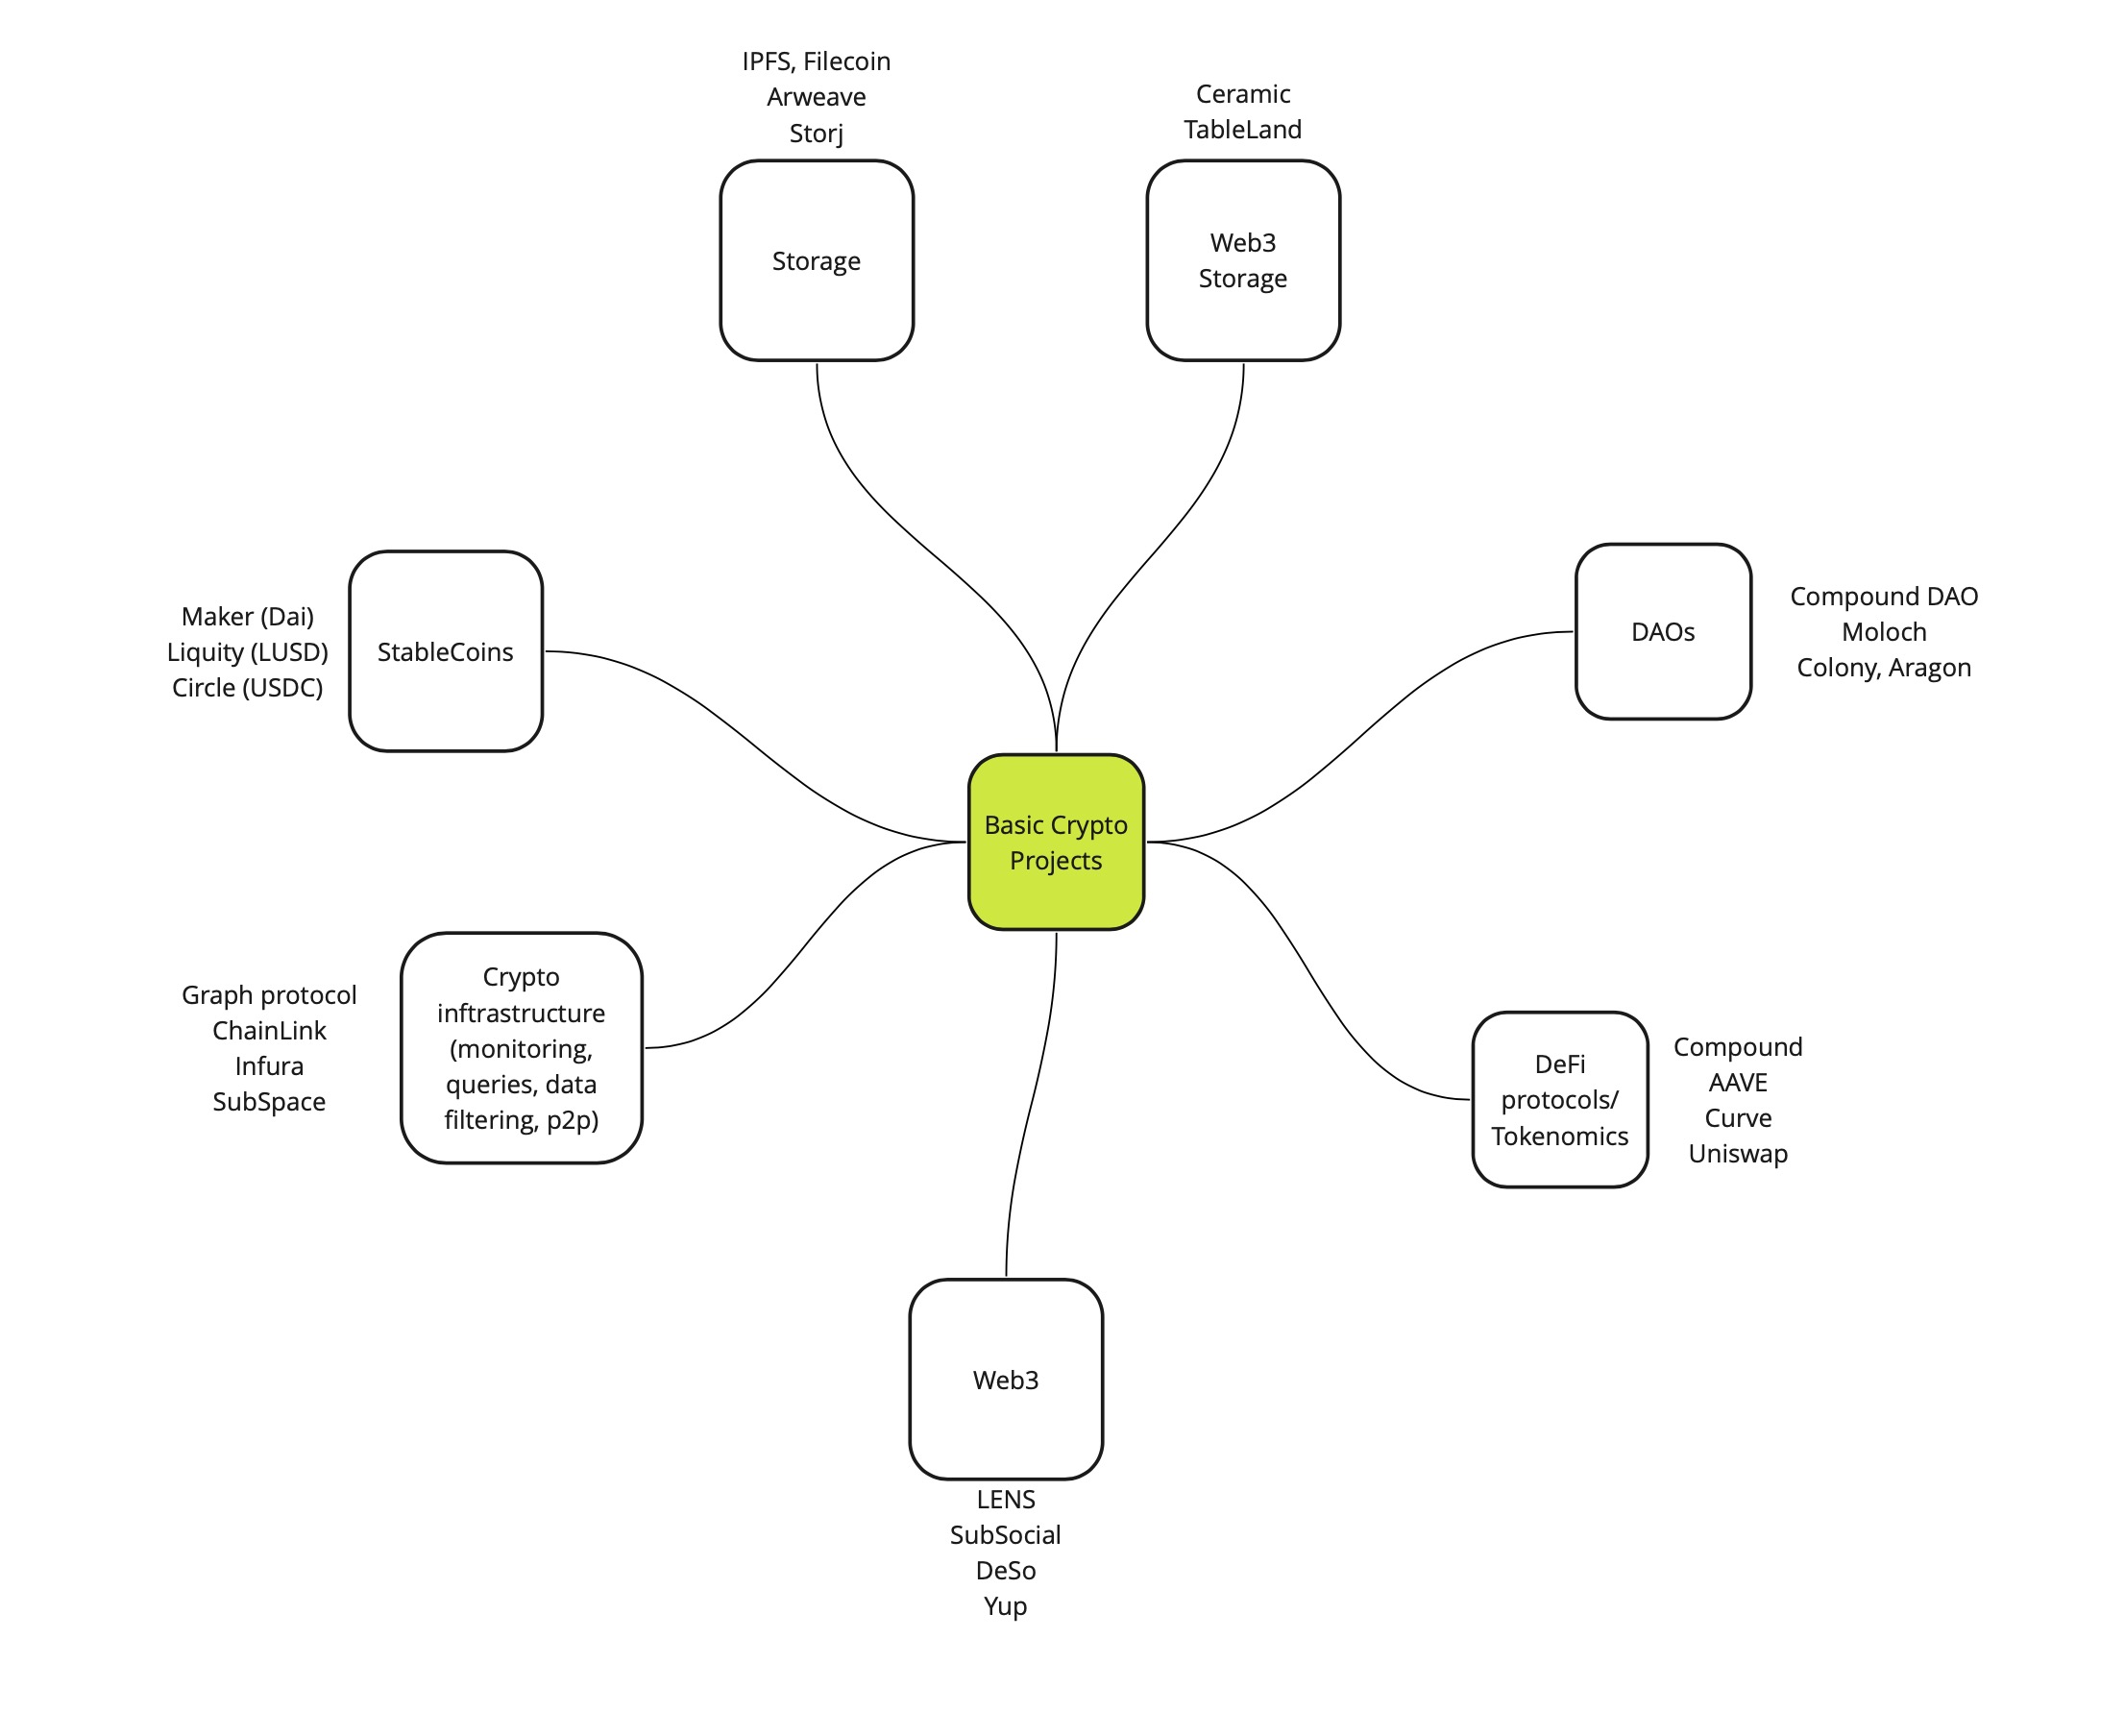 IPFS, Filecoin
Arweave
Storj
Ceramic
TableLand
Storage
Web3
Storage
Maker (Dai)
Liquity (LUSD)
Circle (USDC)
StableCoins
DAOs
Compound DAO
Moloch
Colony, Aragon
Basic Crypto
Projects
Graph protocol
ChainLink
Infura
SubSpace
Crypto
inftrastructure
(monitoring,
queries, data
filtering, p2p)
DeFi
protocols/
Tokenomics
Compound
AAVE
Curve
Uniswap
Web3
LENS
SubSocial
DeSo
Yup